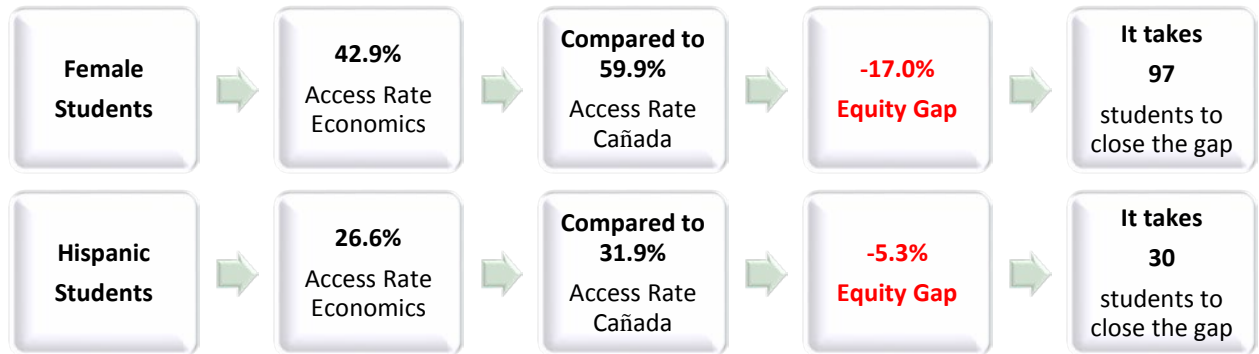 Female
Students
42.9%
Access Rate
Economics
Compared to
59.9%
Access Rate
Cañada
-17.0%
Equity Gap
It takes
97
students to
close the gap
Hispanic
Students
26.6%
Access Rate
Economics
Compared to
31.9%
Access Rate
Cañada
-5.3%
Equity Gap
It takes
30
students to
close the gap